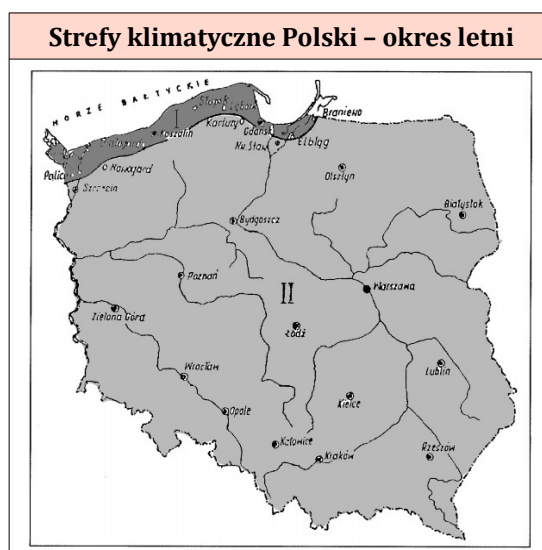 Strefy klimatyczne Polski – okres letni
MORZE BAŁTYCKIE
Słupsk
Lębork
Braniewo
I
Koszalin
Kartuzy
Gdańsk
Elbląg
Nw. Staw
Nowogard
Police
Szczecin
Olsztyn
Białystok
Bydgoszcz
Poznań
II
Warszawa
Zielona Góra
Łódź
Lublin
Wrocław
Kielce
Opole
Katowice
Kraków
Rzeszów